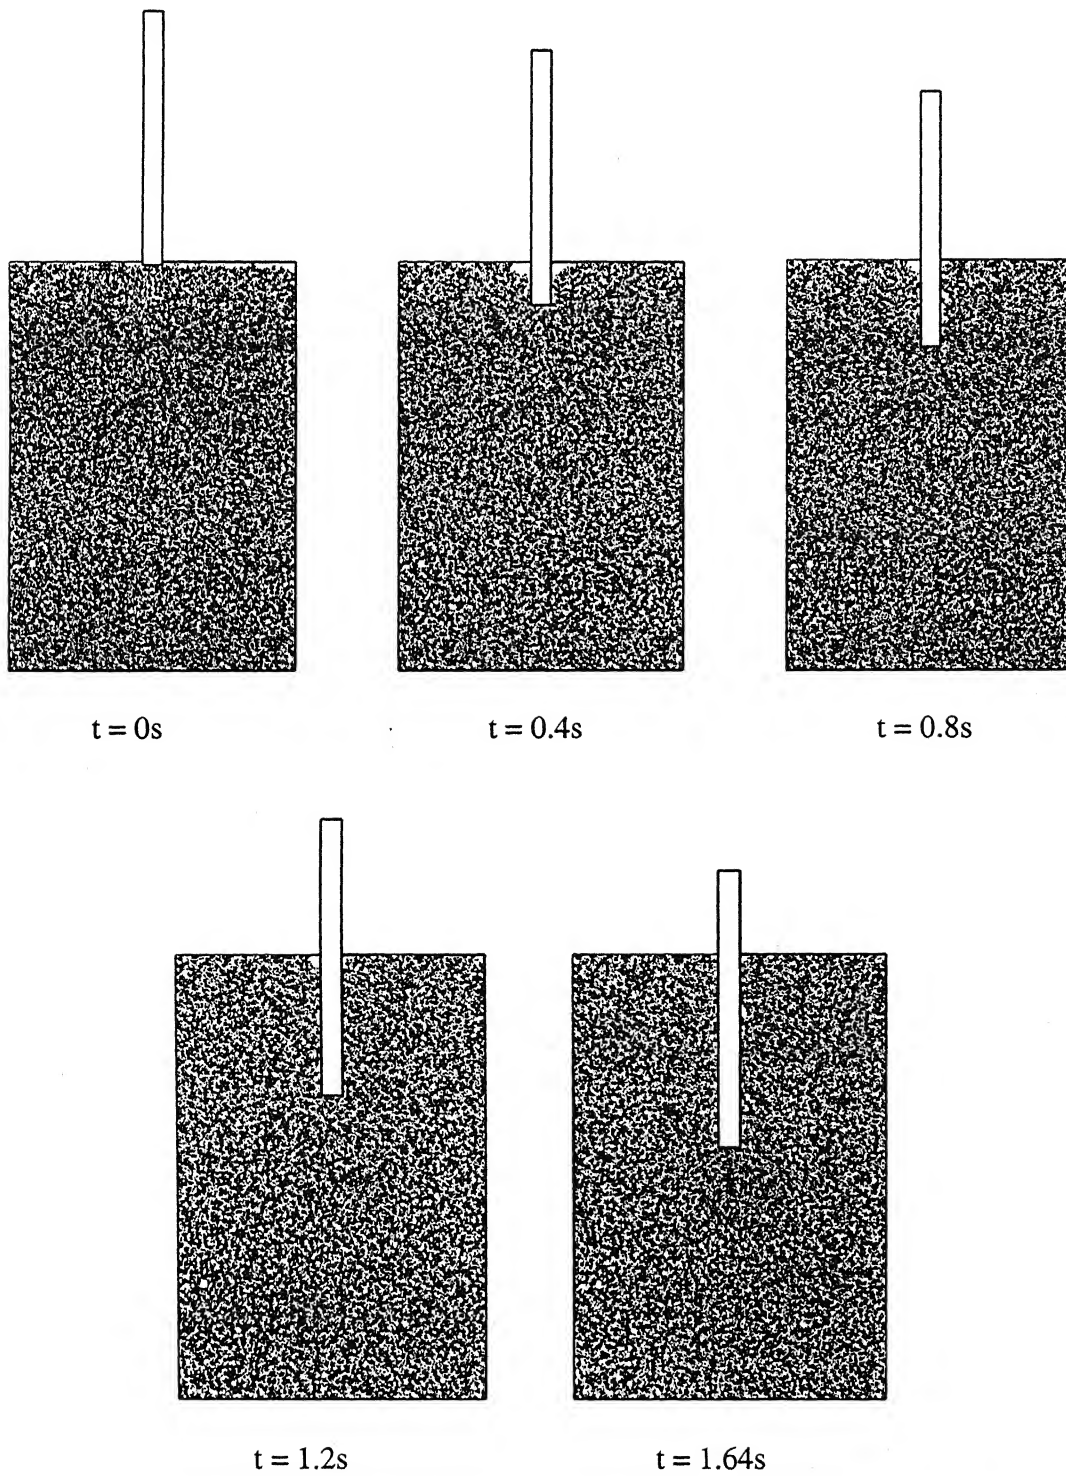 t = 0s
t = 0.4s
t = 0.8s
t = 1.2s
t = 1.64s